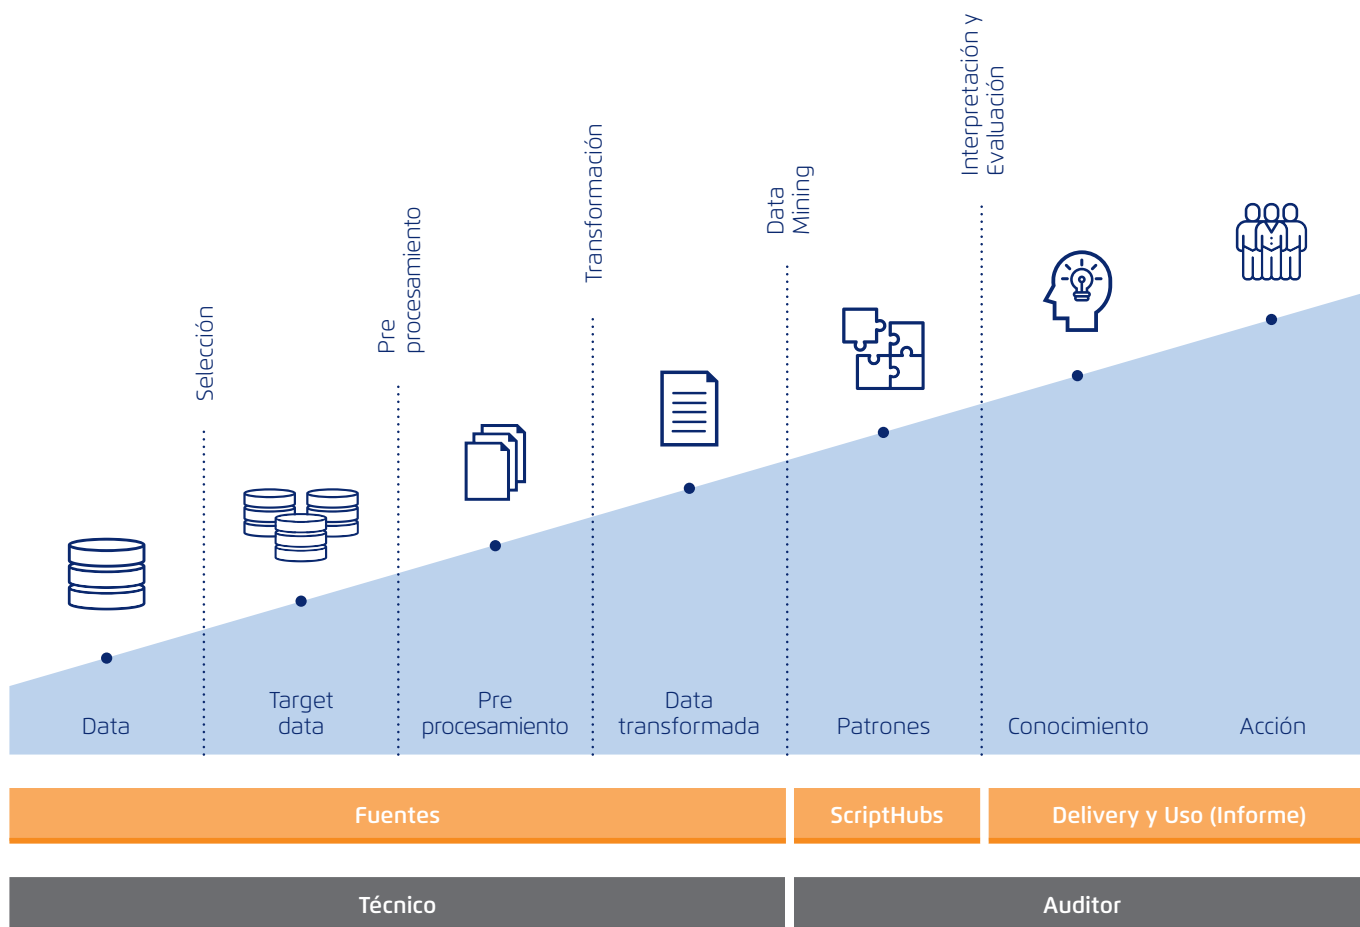 Selección
Pre
procesamiento
Transformación
Data
Mining
Interpretación y
Evaluación
Data
Target
data
Pre
procesamiento
Data
transformada
Patrones
Conocimiento
Acción
Fuentes
ScriptHubs
Delivery y Uso (Informe)
Técnico
Auditor